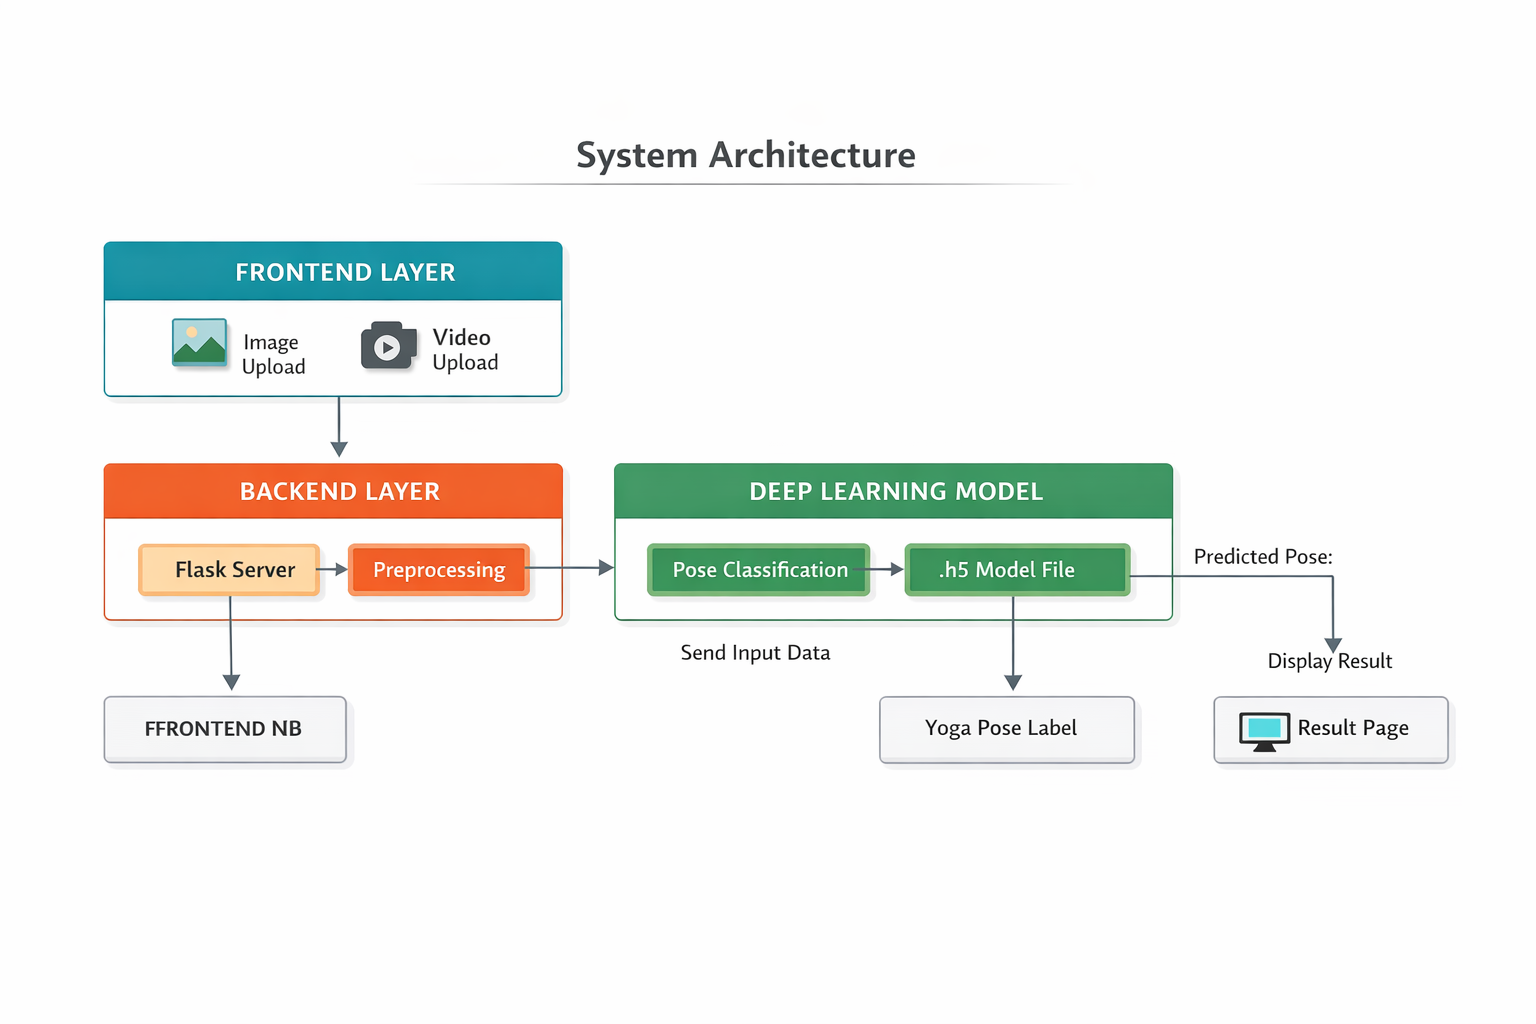 System Architecture
FRONTEND LAYER
Image
Upload
Video
Upload
BACKEND LAYER
Flask Server
Preprocessing
DEEP LEARNING MODEL
Pose Classification
.h5 Model File
Predicted Pose:
Send Input Data
Display Result
FFRONTEND NB
Yoga Pose Label
Result Page